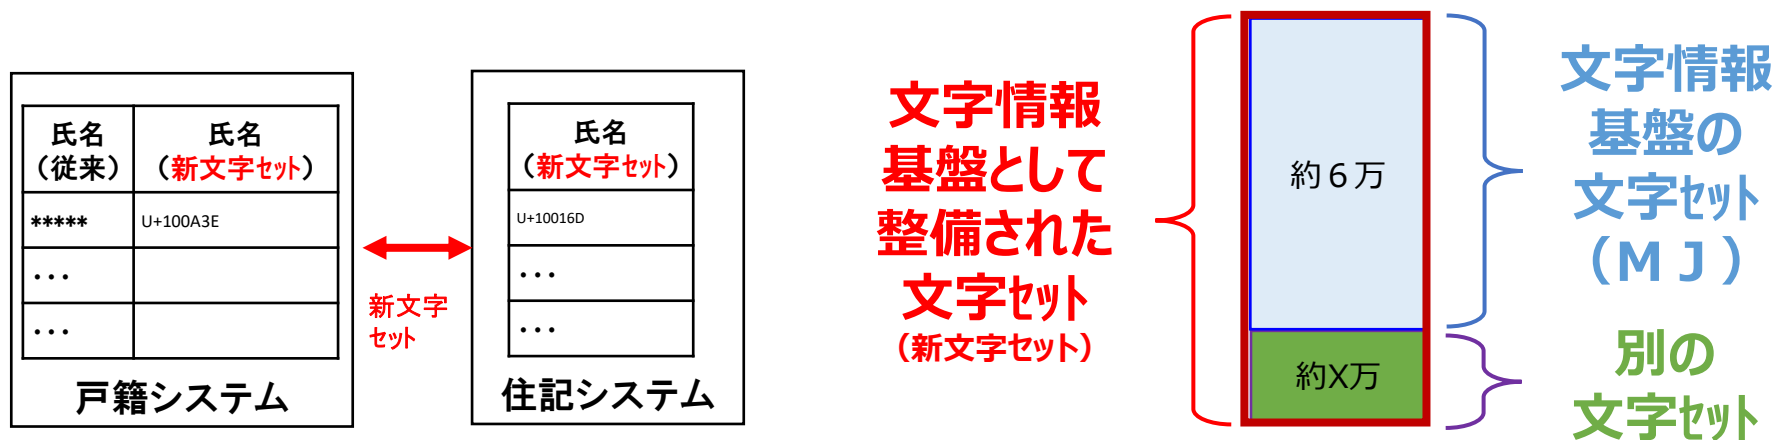 氏名
（従来）
氏名
（新文字セット）
*****
U+100A3E
・・・
・・・
戸籍システム
新文字
セット
氏名
（新文字セット）
U+10016D
・・・
・・・
住記システム
文字情報
基盤として
整備された
文字セット
（新文字セット）
約６万
約X万
文字情報
基盤の
文字セット
（ＭＪ）
別の
文字セット